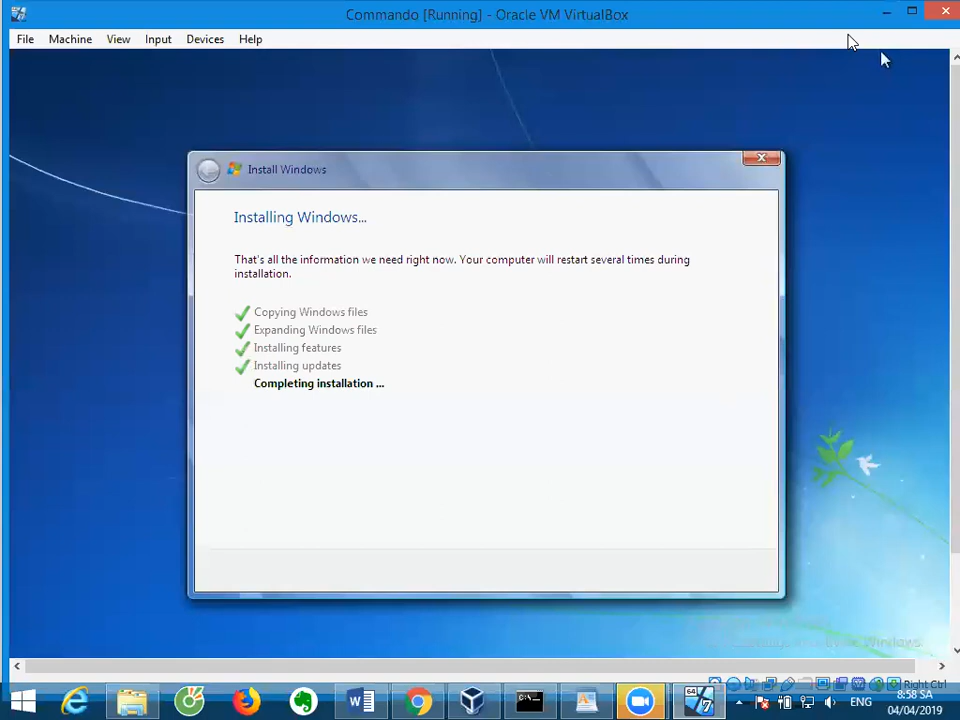 Commando [Running] - Oracle VM VirtualBox
File Machine View Input Devices Help
Install Windows
Installing Windows...
That's all the information we need right now. Your computer will restart several times during
installation.
Copying Windows files
Expanding Windows files
Installing features
Installing updates
Completing installation ...
Windows
Right Ctrl
64
C:\.
ENG
8:58 SA
04/04/2019